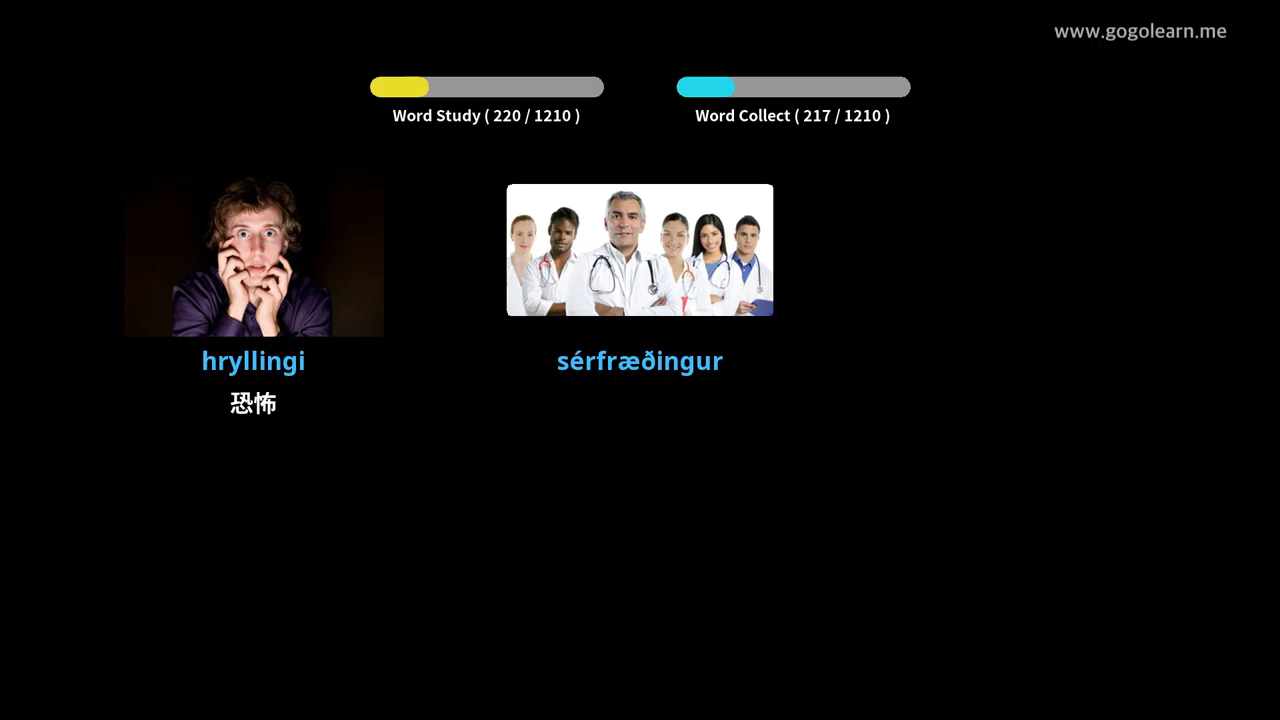 www.gogolearn.me
Word Study ( 220 / 1210 )
Word Collect ( 217 / 1210 )
hryllingi
恐怖
sérfræðingur